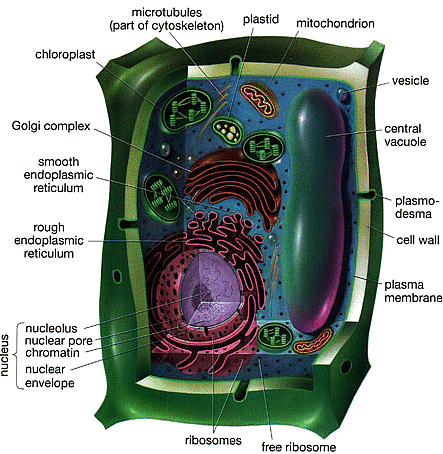 microtubules
(part of cytoskeleton)
plastid
mitochondrion
chloroplast
vesicle
Golgi complex
central
vacuole
smooth
endoplasmic
reticulum
plasmo-
desma
rough
endoplasmic
reticulum
cell wall
plasma
membrane
nucleus
nucleolus
nuclear pore
chromatin
nuclear
envelope
ribosomes
free ribosome